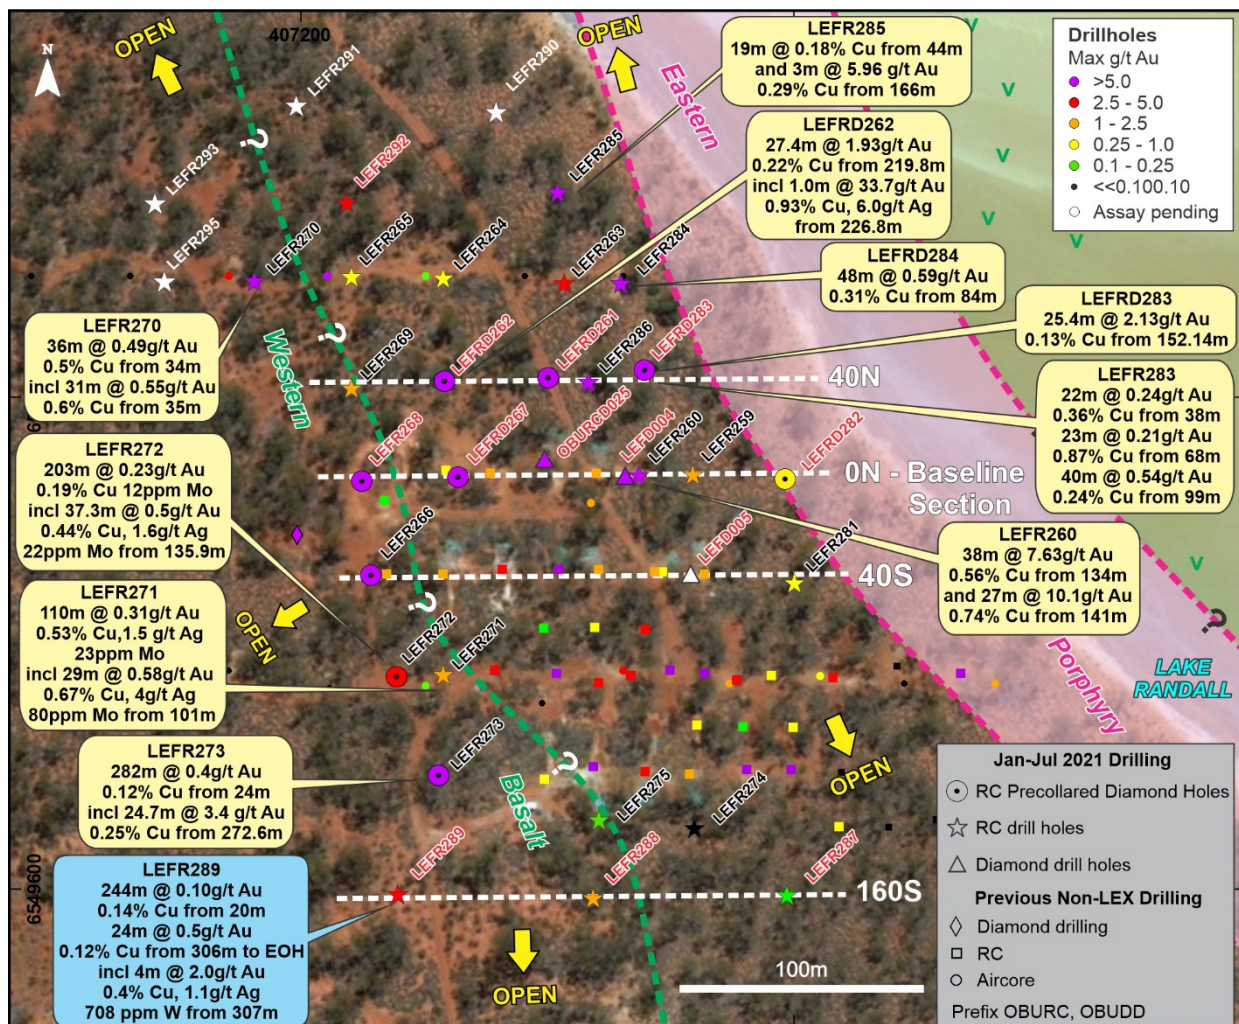 407200
N
OPEN
OPEN
LEFR291
LEFR290
Eastern
LEFR285
19m @ 0.18% Cu from 44m
and 3m @ 5.96 g/t Au
0.29% Cu from 166m
Drillholes
Max g/t Au
>5.0
2.5 - 5.0
1 - 2.5
0.25 - 1.0
0.1 - 0.25
<<0.100.10
Assay pending
V
V
V
V
V
?
LEFRD262
27.4m @ 1.93g/t Au
0.22% Cu from 219.8m
incl 1.0m @ 33.7g/t Au
0.93% Cu, 6.0g/t Ag
from 226.8m
LEFR293
LEFR292
LEFR285
LEFR295
LEFR270
LEFR265
LEFR264
LEFR263
LEFR284
LEFRD284
48m @ 0.59g/t Au
0.31% Cu from 84m
LEFRD283
25.4m @ 2.13g/t Au
0.13% Cu from 152.14m
LEFR270
36m @ 0.49g/t Au
0.5% Cu from 34m
incl 31m @ 0.55g/t Au
0.6% Cu from 35m
Western
?
LEFR269
LEFRD262
LEFRD261
LEFR286
LEFRD283
40N
LEFR283
22m @ 0.24g/t Au
0.36% Cu from 38m
23m @ 0.21g/t Au
0.87% Cu from 68m
40m @ 0.54g/t Au
0.24% Cu from 99m
LEFR272
203m @ 0.23g/t Au
0.19% Cu 12ppm Mo
incl 37.3m @ 0.5g/t Au
0.44% Cu, 1.6g/t Ag
22ppm Mo from 135.9m
LEFR268
LEFRD267
OBURCD025
LEFD004
LEFR260
LEFR259
LEFRD282
0N - Baseline
Section
LEFR266
LEFD005
LEFR281
40S
LEFR260
38m @ 7.63g/t Au
0.56% Cu from 134m
and 27m @ 10.1g/t Au
0.74% Cu from 141m
?
OPEN
LEFR271
110m @ 0.31g/t Au
0.53% Cu,1.5 g/t Ag
23ppm Mo
incl 29m @ 0.58g/t Au
0.67% Cu, 4g/t Ag
80ppm Mo from 101m
LEFR272
LEFR271
Porphyry
?
LAKE
RANDALL
LEFR273
282m @ 0.4g/t Au
0.12% Cu from 24m
incl 24.7m @ 3.4 g/t Au
0.25% Cu from 272.6m
LEFR273
?
Basalt
LEFR275
LEFR274
OPEN
6549600
LEFR289
244m @ 0.10g/t Au
0.14% Cu from 20m
24m @ 0.5g/t Au
0.12% Cu from 306m to EOH
incl 4m @ 2.0g/t Au
0.4% Cu, 1.1g/t Ag
708 ppm W from 307m
LEFR289
LEFR288
LEFR287
160S
OPEN
100m
Jan-Jul 2021 Drilling
RC Precollared Diamond Holes
RC drill holes
Diamond drill holes
Previous Non-LEX Drilling
Diamond drilling
RC
Aircore
Prefix OBURC, OBUDD